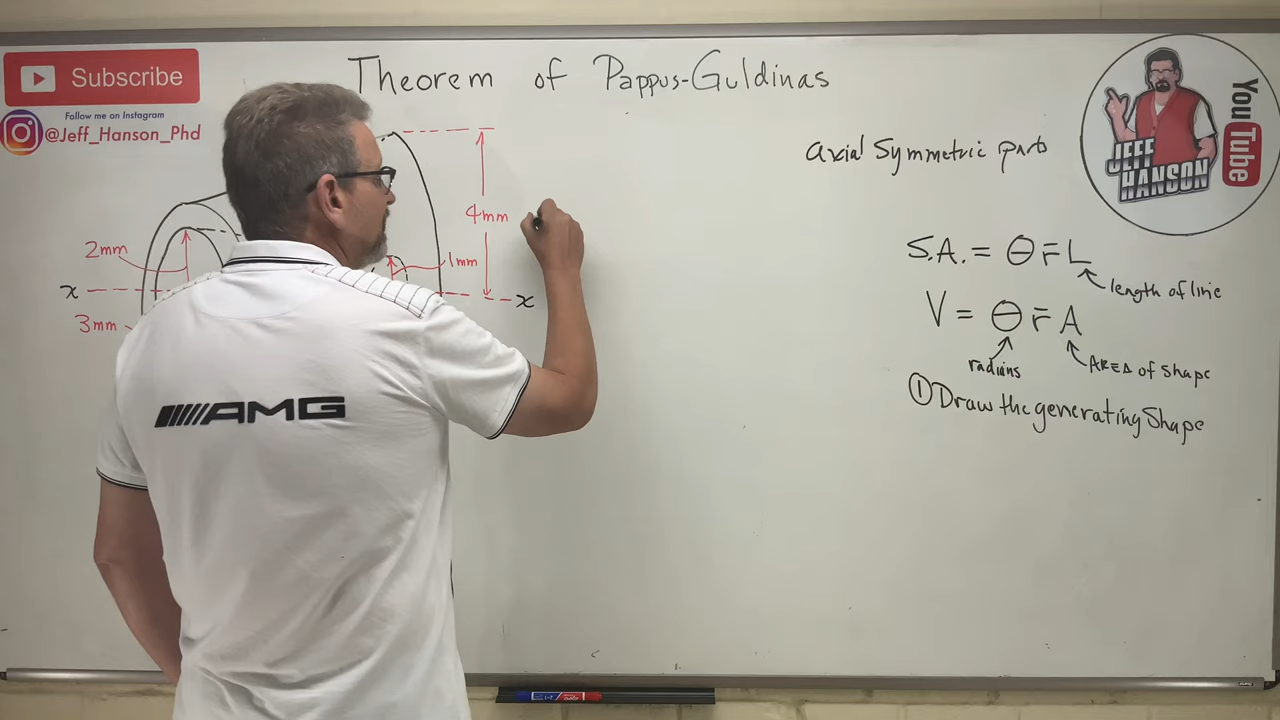 Subscribe
Follow me on Instagram
@Jeff_Hanson_Phd
Theorem of Pappus-Guldinas
axial Symmetric parts
JEFF
HANSON
YouTube
4mm
2mm
1mm
x
x
3mm
S.A. = θ r̄ L
length of line
V = θ r̄ A
radians
AREA of Shape
① Draw the generating Shape
AMG